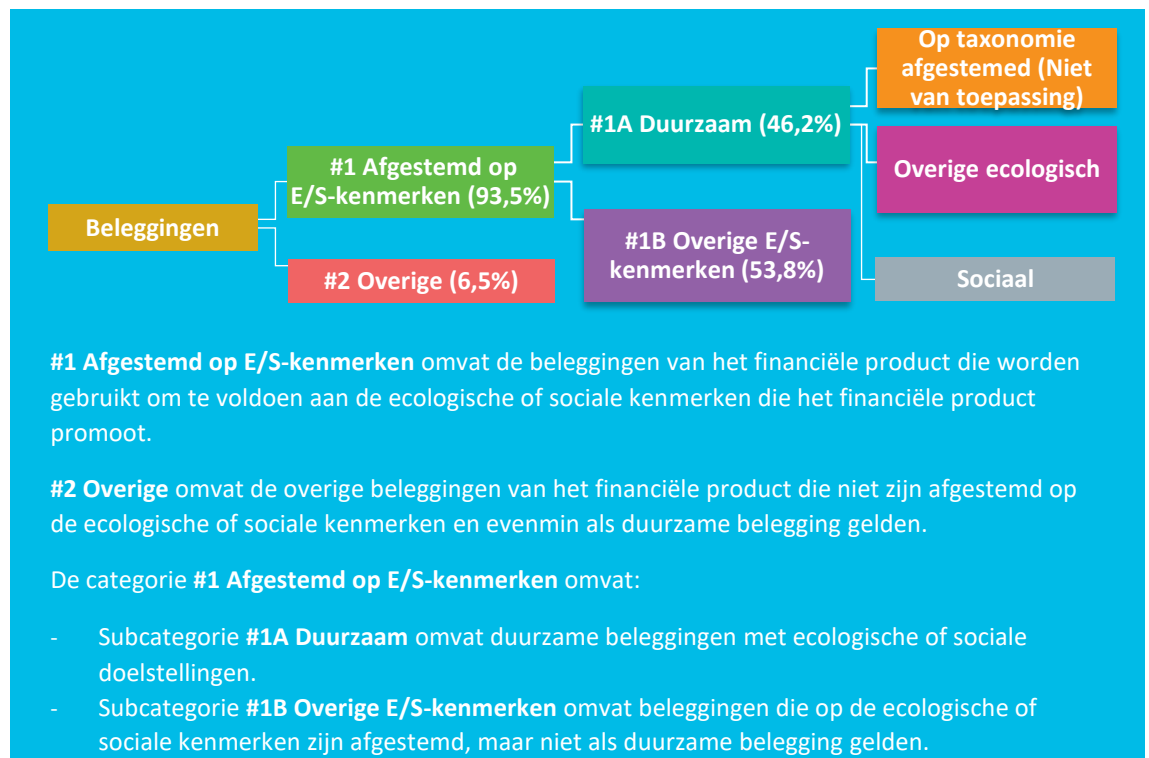 Op taxonomie
afgestemed (Niet
van toepassing)
#1A Duurzaam (46,2%)
#1 Afgestemd op
E/S-kenmerken (93,5%)
Overige ecologisch
Beleggingen
#1B Overige E/S-
kenmerken (53,8%)
#2 Overige (6,5%)
Sociaal
#1 Afgestemd op E/S-kenmerken omvat de beleggingen van het financiële product die worden
gebruikt om te voldoen aan de ecologische of sociale kenmerken die het financiële product
promoot.
#2 Overige omvat de overige beleggingen van het financiële product die niet zijn afgestemd op
de ecologische of sociale kenmerken en evenmin als duurzame belegging gelden.
De categorie #1 Afgestemd op E/S-kenmerken omvat:
- Subcategorie #1A Duurzaam omvat duurzame beleggingen met ecologische of sociale
doelstellingen.
- Subcategorie #1B Overige E/S-kenmerken omvat beleggingen die op de ecologische of
sociale kenmerken zijn afgestemd, maar niet als duurzame belegging gelden.